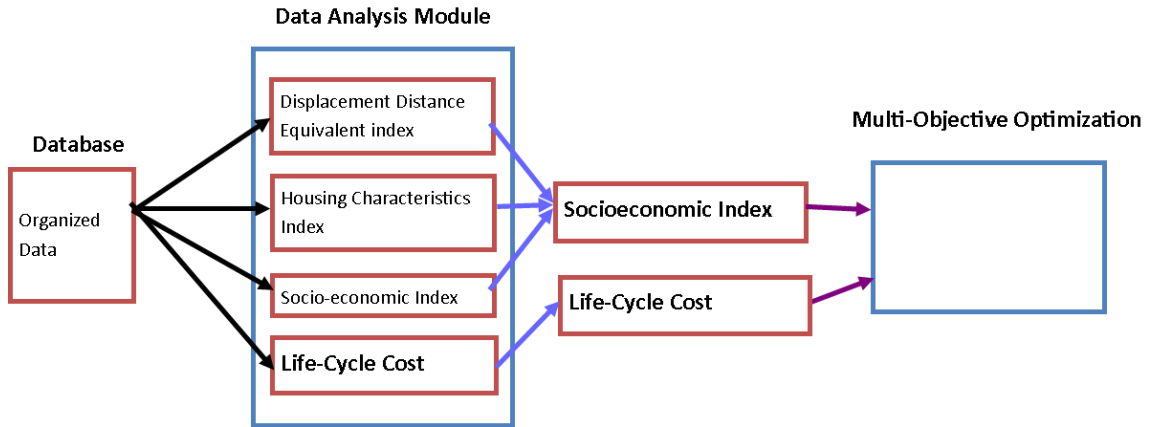 Data Analysis Module
Database
Organized
Data
Displacement Distance
Equivalent index
Housing Characteristics
Index
Socio-economic Index
Life-Cycle Cost
Socioeconomic Index
Life-Cycle Cost
Multi-Objective Optimization